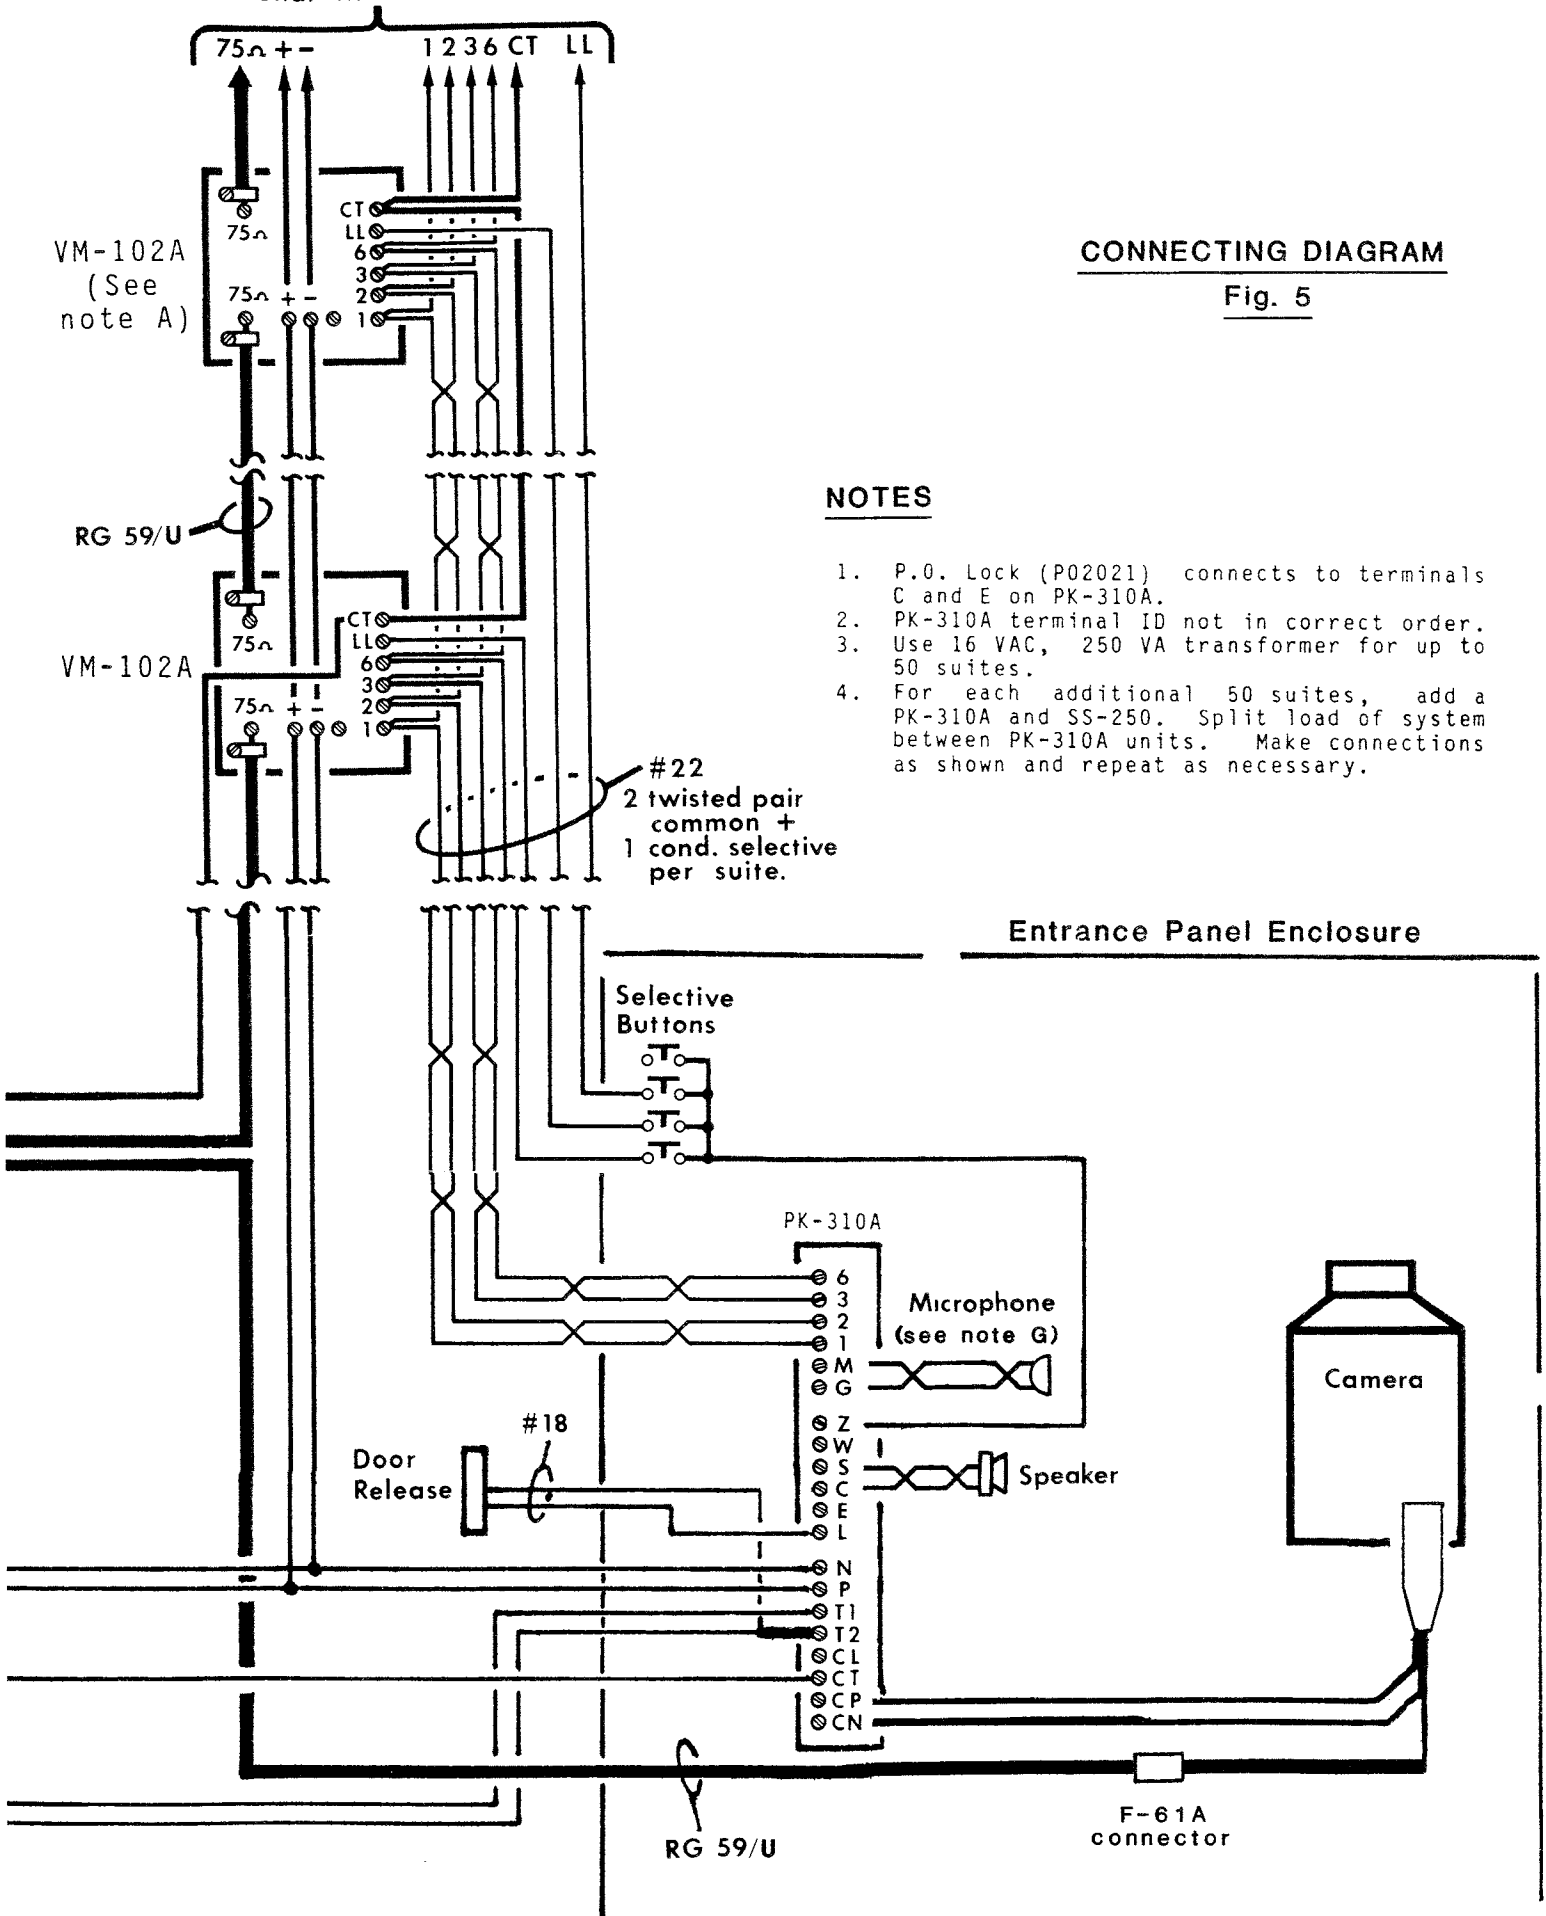 75Ω + - 1 2 3 6 CT LL
CT
LL
6
3
2
1
75Ω
75Ω + -
VM-102A
(See
note A)
CONNECTING DIAGRAM
Fig. 5
RG 59/U
NOTES
1. P.O. Lock (PO2021) connects to terminals
C and E on PK-310A.
2. PK-310A terminal ID not in correct order.
3. Use 16 VAC, 250 VA transformer for up to
50 suites.
4. For each additional 50 suites, add a
PK-310A and SS-250. Split load of system
between PK-310A units. Make connections
as shown and repeat as necessary.
CT
LL
6
3
2
1
75Ω
75Ω + -
VM-102A
#22
2 twisted pair
common +
1 cond. selective
per suite.
Entrance Panel Enclosure
Selective
Buttons
PK-310A
6
3
2
1
M
G
Z
W
S
C
E
L
N
P
T1
T2
CL
CT
CP
CN
Microphone
(see note G)
Camera
#18
Door
Release
Speaker
F-61A
connector
RG 59/U